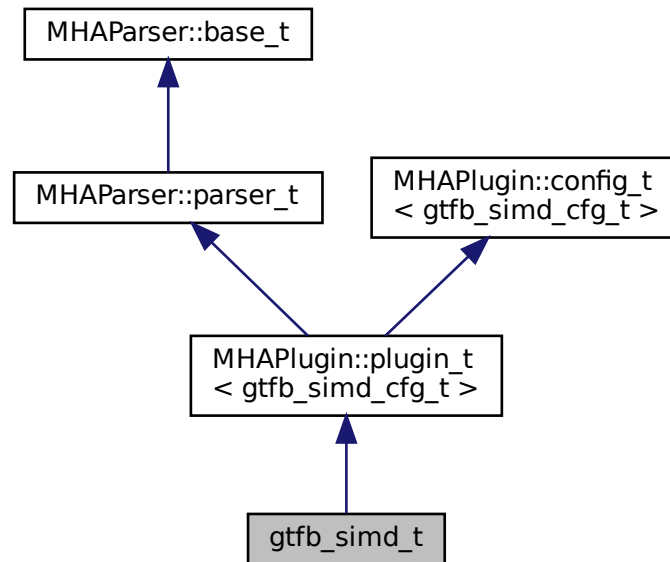 MHAParser::base_t
MHAParser::parser_t
MHAPlugin::config_t
< gtfb_simd_cfg_t >
MHAPlugin::plugin_t
< gtfb_simd_cfg_t >
gtfb_simd_t